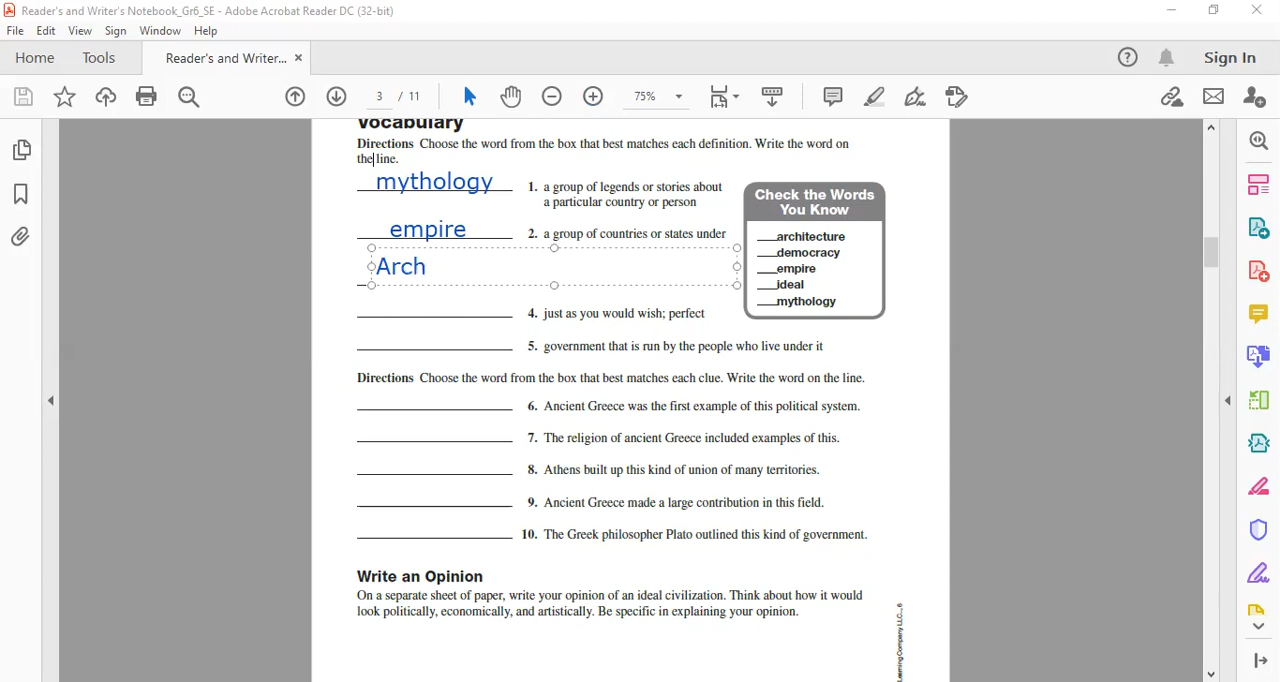 Reader's and Writer's Notebook_Gr6_SE - Adobe Acrobat Reader DC (32-bit)
File Edit View Sign Window Help
Home Tools Reader's and Writer... × Sign In
3 / 11 75%
Vocabulary
Directions Choose the word from the box that best matches each definition. Write the word on
the line.
mythology 1. a group of legends or stories about
a particular country or person
empire 2. a group of countries or states under
Arch
4. just as you would wish; perfect
5. government that is run by the people who live under it
Check the Words
You Know
___architecture
___democracy
___empire
___ideal
___mythology
Directions Choose the word from the box that best matches each clue. Write the word on the line.
6. Ancient Greece was the first example of this political system.
7. The religion of ancient Greece included examples of this.
8. Athens built up this kind of union of many territories.
9. Ancient Greece made a large contribution in this field.
10. The Greek philosopher Plato outlined this kind of government.
Write an Opinion
On a separate sheet of paper, write your opinion of an ideal civilization. Think about how it would
look politically, economically, and artistically. Be specific in explaining your opinion.
Learning Company LLC., 6